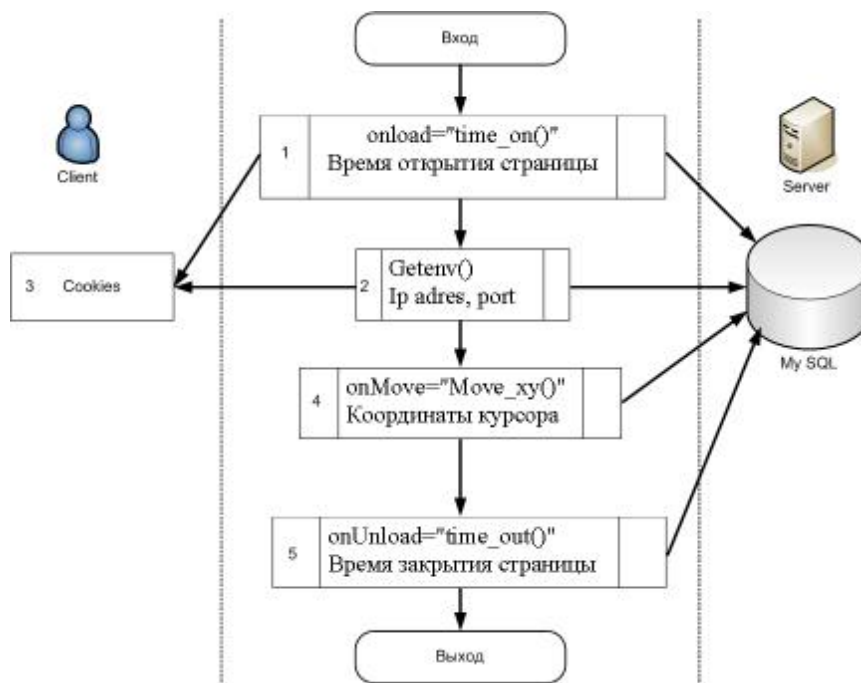 Вход
Client
1
onload="time_on()"
Время открытия страницы
Server
3 Cookies
2
Getenv()
Ip adres, port
My SQL
4
onMove="Move_xy()"
Координаты курсора
5
onUnload="time_out()"
Время закрытия страницы
Выход